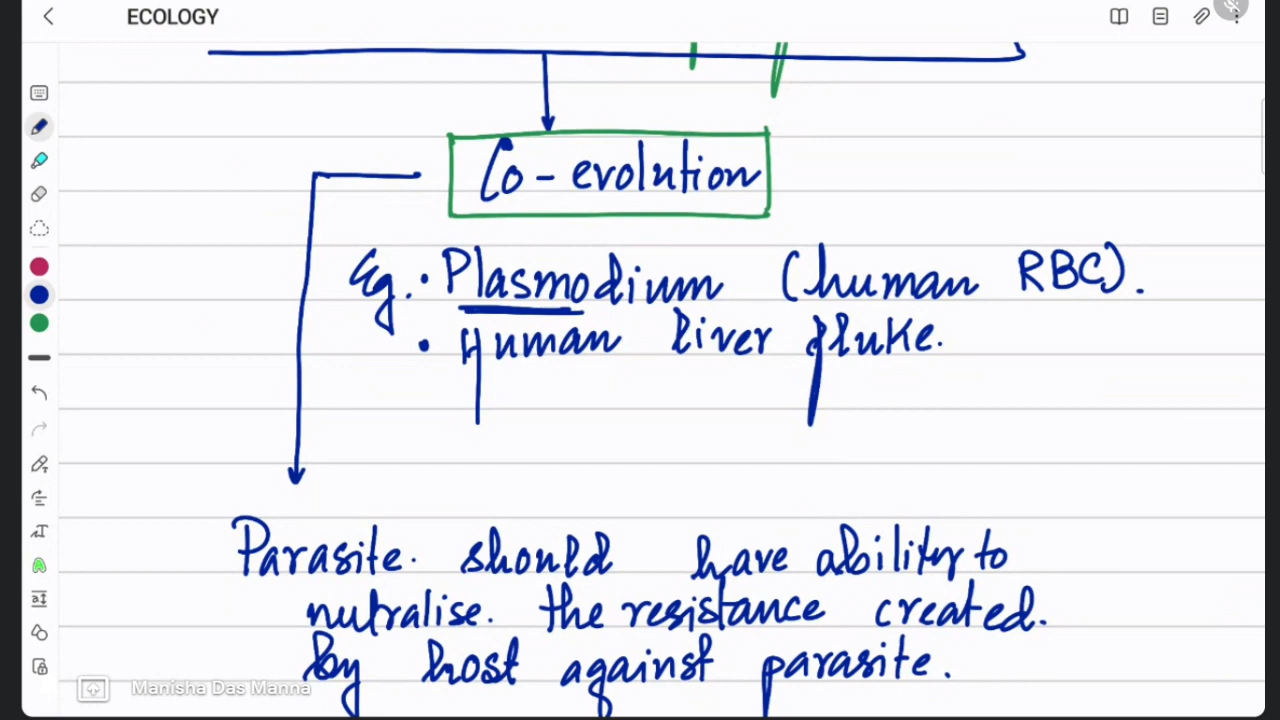 ECOLOGY
Co-evolution
Eg. • Plasmodium (human RBC).
• Human liver fluke.
Parasite. should have ability to
nutralise. the resistance created.
By host against parasite.
Manisha Das Manna